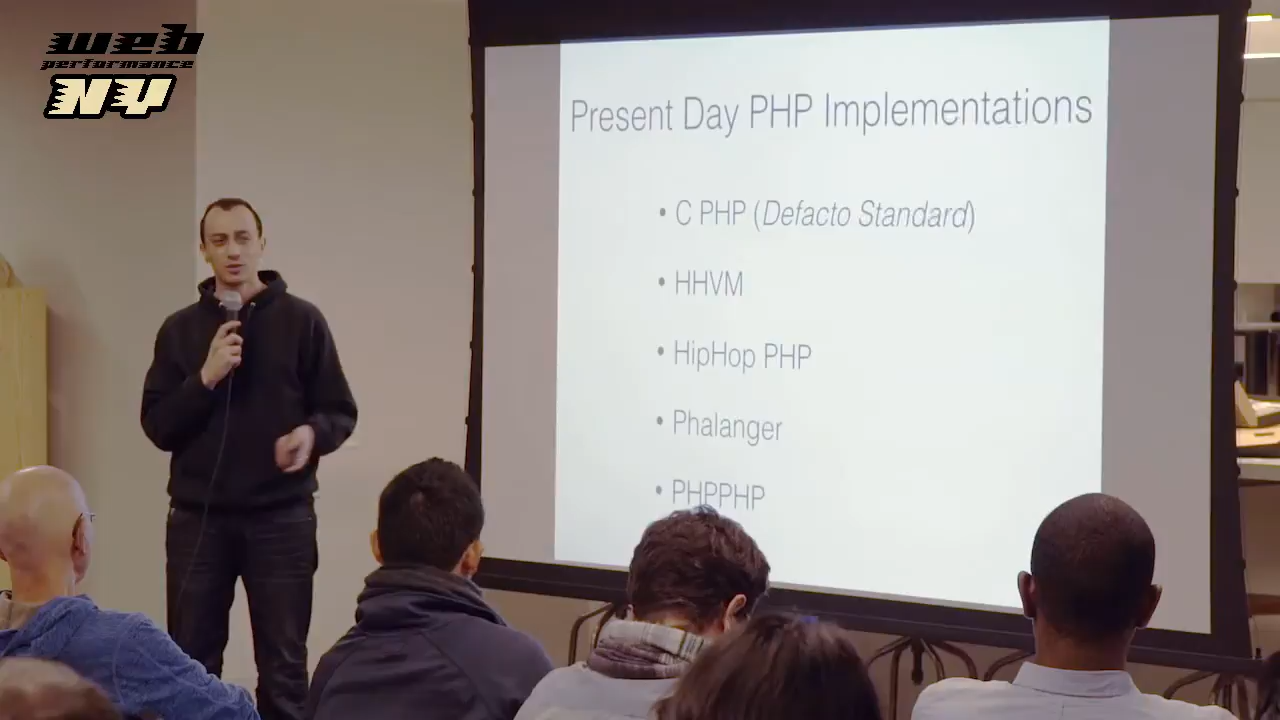 web
performance
NY
Present Day PHP Implementations
• C PHP (Defacto Standard)
• HHVM
• HipHop PHP
• Phalanger
• PHPPHP